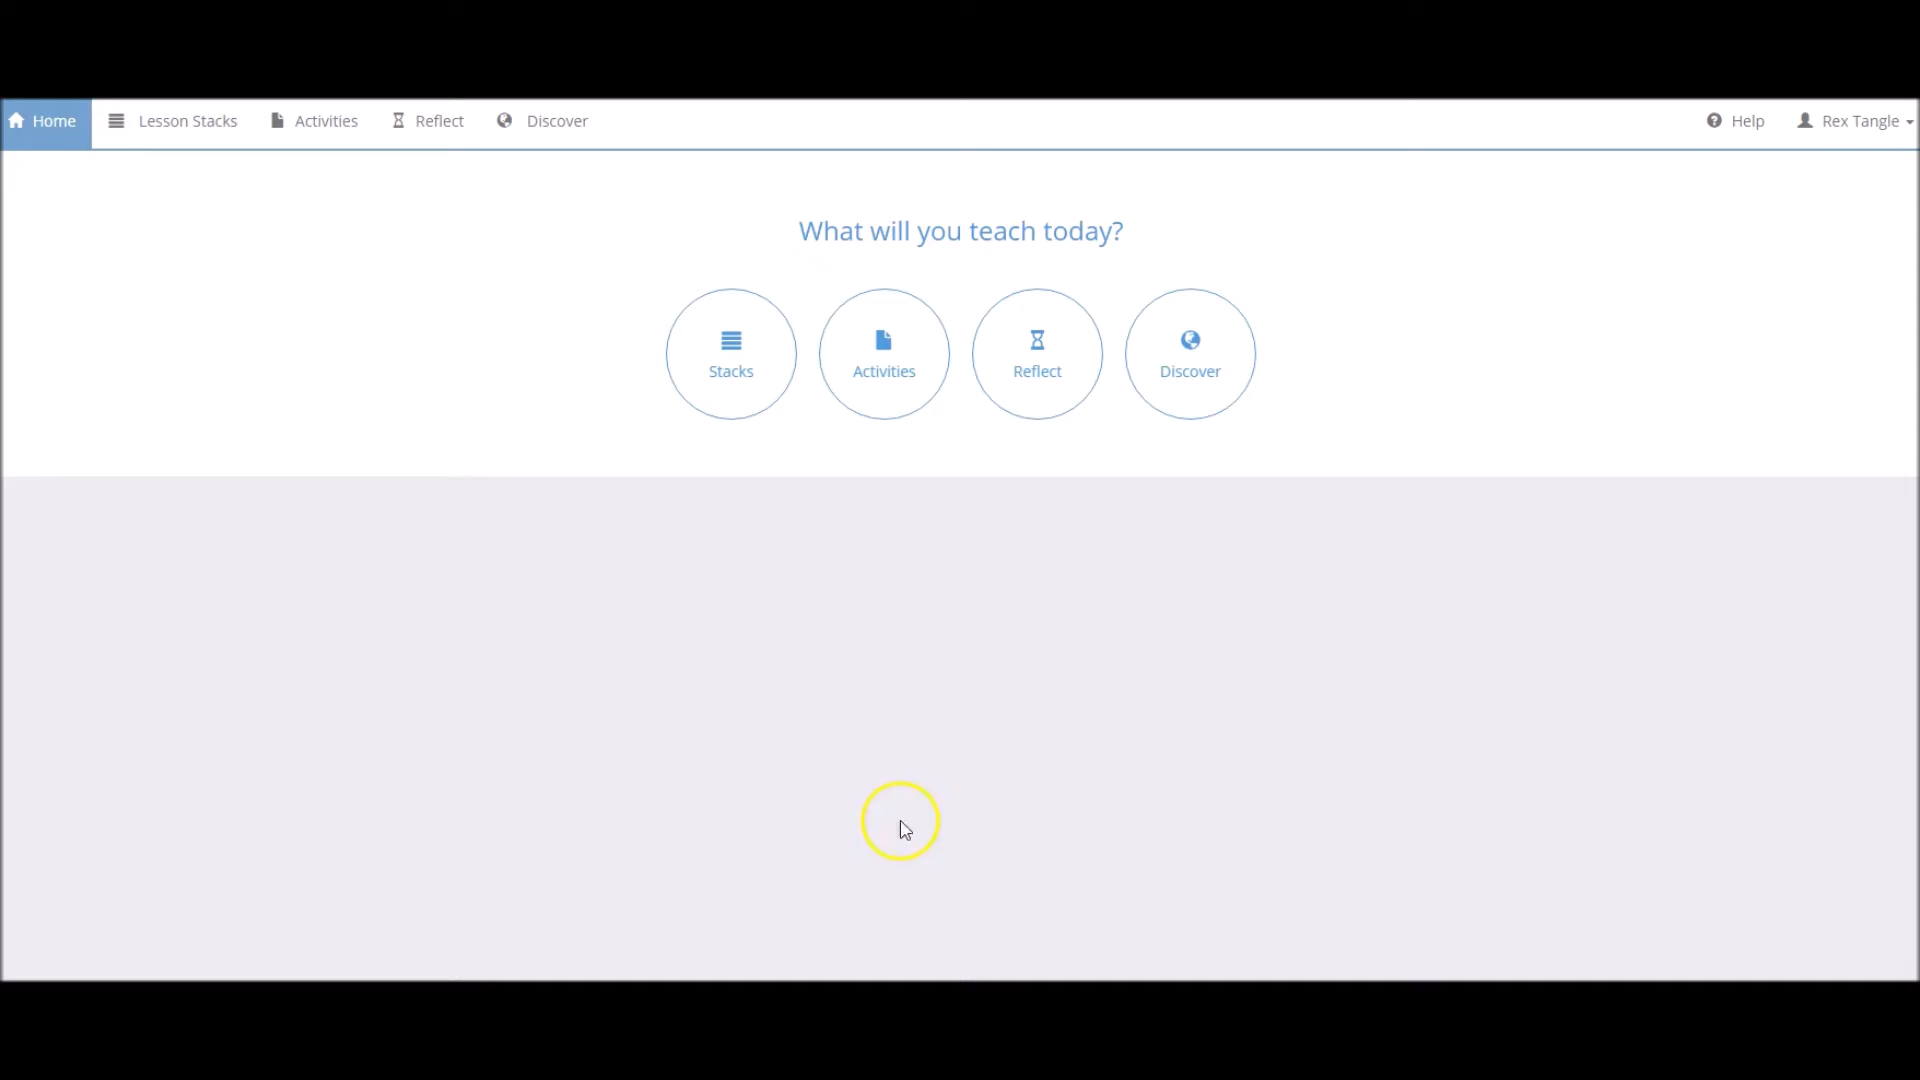 Home Lesson Stacks Activities Reflect Discover Help Rex Tangle
What will you teach today?
Stacks Activities Reflect Discover